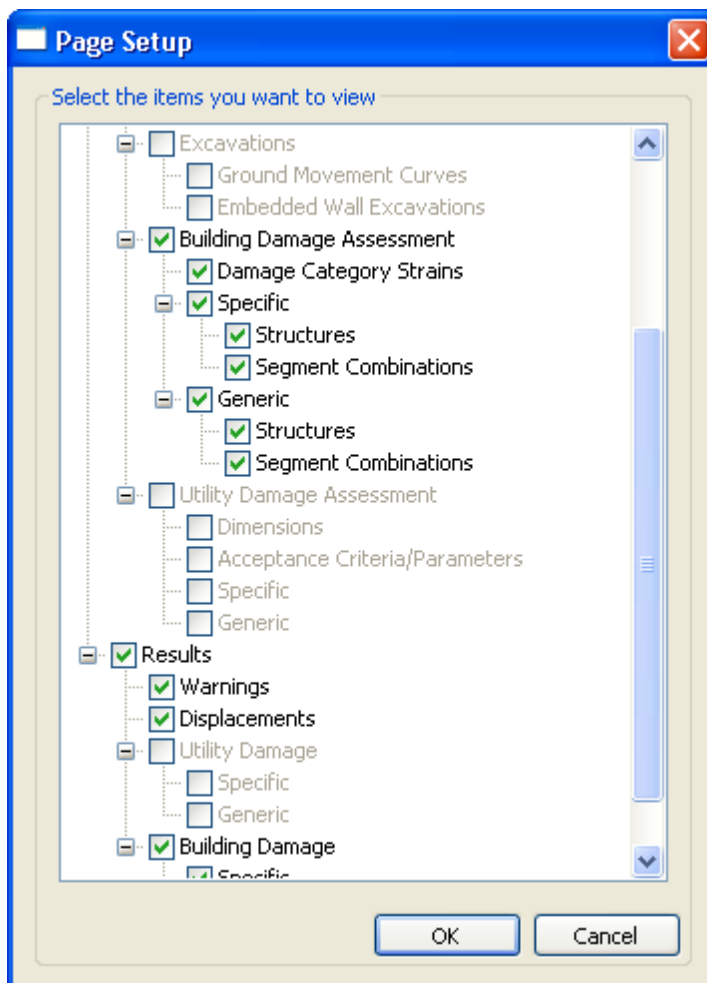 Page Setup
Select the items you want to view
Excavations
Ground Movement Curves
Embedded Wall Excavations
Building Damage Assessment
Damage Category Strains
Specific
Structures
Segment Combinations
Generic
Structures
Segment Combinations
Utility Damage Assessment
Dimensions
Acceptance Criteria/Parameters
Specific
Generic
Results
Warnings
Displacements
Utility Damage
Specific
Generic
Building Damage
Specific
OK Cancel